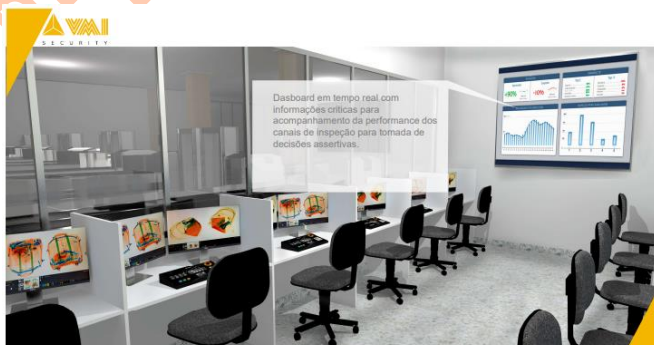 VMI
SECURITY
Dasboard em tempo real com
informações críticas para
acompanhamento da performance dos
canais de inspeção para tomada de
decisões assertivas.